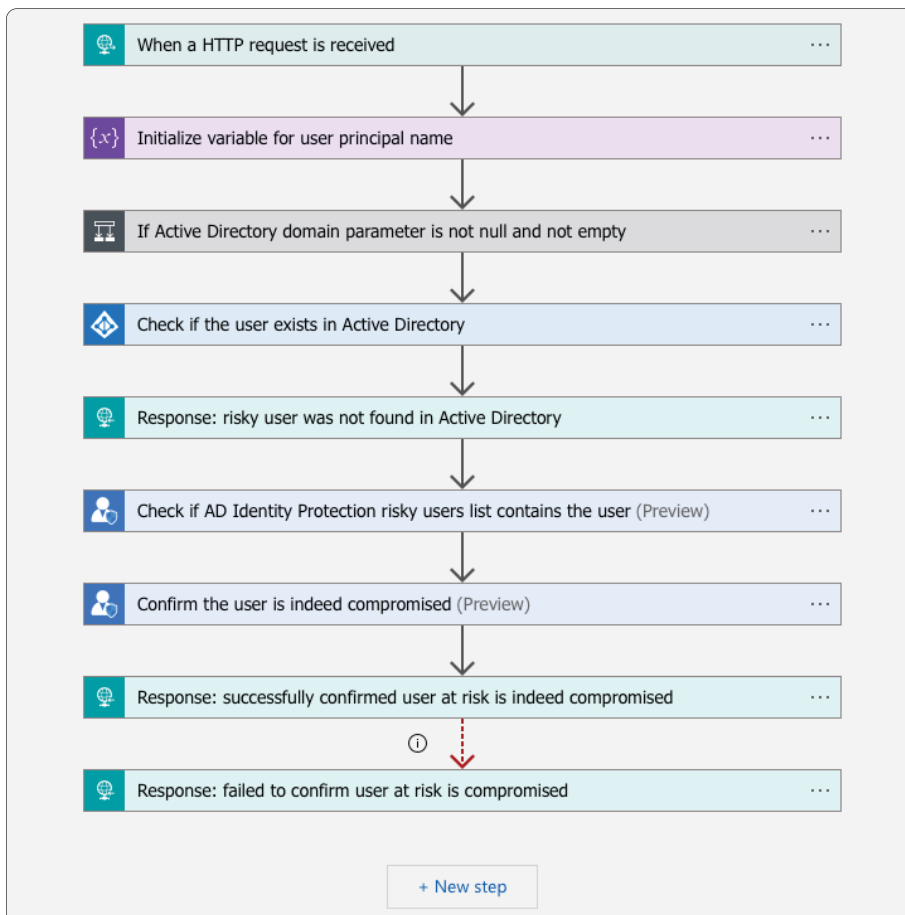 When a HTTP request is received
{x} Initialize variable for user principal name
If Active Directory domain parameter is not null and not empty
Check if the user exists in Active Directory
Response: risky user was not found in Active Directory
Check if AD Identity Protection risky users list contains the user (Preview)
Confirm the user is indeed compromised (Preview)
Response: successfully confirmed user at risk is indeed compromised
Response: failed to confirm user at risk is compromised
+ New step